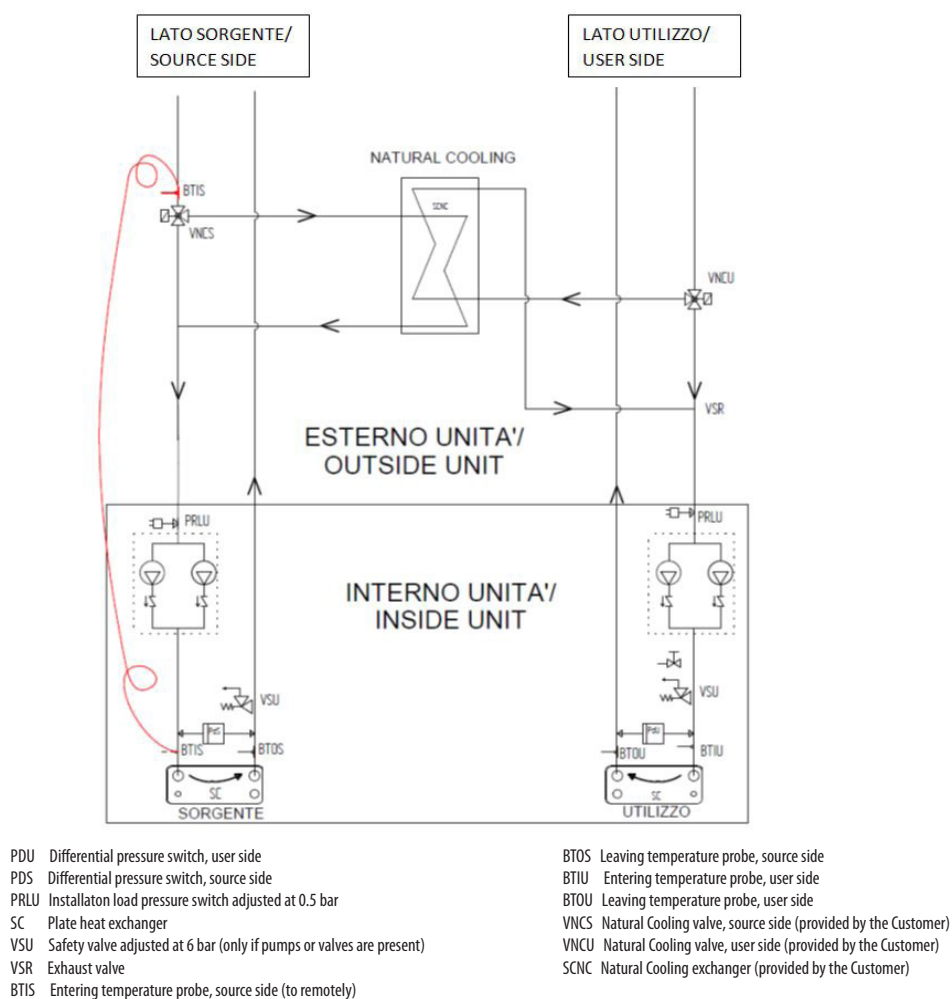 LATO SORGENTE/
SOURCE SIDE
LATO UTILIZZO/
USER SIDE
NATURAL COOLING
BTIS
SCNC
VNCS
VNCU
VSR
ESTERNO UNITA'/
OUTSIDE UNIT
PRLU
PRLU
INTERNO UNITA'/
INSIDE UNIT
VSU
VSU
PdS
PdU
BTIS
BTOS
BTOU
BTIU
SC
SC
SORGENTE
UTILIZZO
PDU Differential pressure switch, user side
PDS Differential pressure switch, source side
PRLU Installaton load pressure switch adjusted at 0.5 bar
SC Plate heat exchanger
VSU Safety valve adjusted at 6 bar (only if pumps or valves are present)
VSR Exhaust valve
BTIS Entering temperature probe, source side (to remotely)
BTOS Leaving temperature probe, source side
BTIU Entering temperature probe, user side
BTOU Leaving temperature probe, user side
VNCS Natural Cooling valve, source side (provided by the Customer)
VNCU Natural Cooling valve, user side (provided by the Customer)
SCNC Natural Cooling exchanger (provided by the Customer)